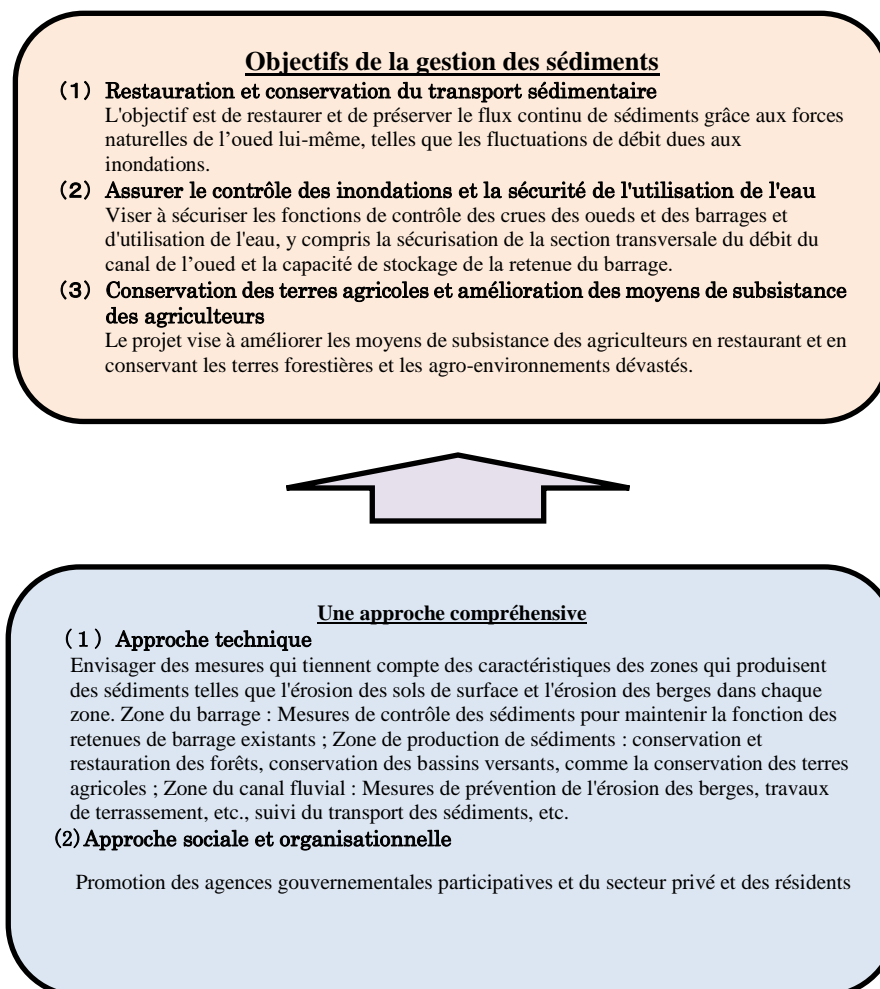 Objectifs de la gestion des sédiments
(1) Restauration et conservation du transport sédimentaire
L'objectif est de restaurer et de préserver le flux continu de sédiments grâce aux forces
naturelles de l’oued lui-même, telles que les fluctuations de débit dues aux
inondations.
(2) Assurer le contrôle des inondations et la sécurité de l'utilisation de l'eau
Viser à sécuriser les fonctions de contrôle des crues des oueds et des barrages et
d'utilisation de l'eau, y compris la sécurisation de la section transversale du débit du
canal de l’oued et la capacité de stockage de la retenue du barrage.
(3) Conservation des terres agricoles et amélioration des moyens de subsistance
des agriculteurs
Le projet vise à améliorer les moyens de subsistance des agriculteurs en restaurant et en
conservant les terres forestières et les agro-environnements dévastés.
Une approche compréhensive
(1) Approche technique
Envisager des mesures qui tiennent compte des caractéristiques des zones qui produisent
des sédiments telles que l'érosion des sols de surface et l'érosion des berges dans chaque
zone. Zone du barrage : Mesures de contrôle des sédiments pour maintenir la fonction des
retenues de barrage existants ; Zone de production de sédiments : conservation et
restauration des forêts, conservation des bassins versants, comme la conservation des terres
agricoles ; Zone du canal fluvial : Mesures de prévention de l'érosion des berges, travaux
de terrassement, etc., suivi du transport des sédiments, etc.
(2)Approche sociale et organisationnelle
Promotion des agences gouvernementales participatives et du secteur privé et des résidents